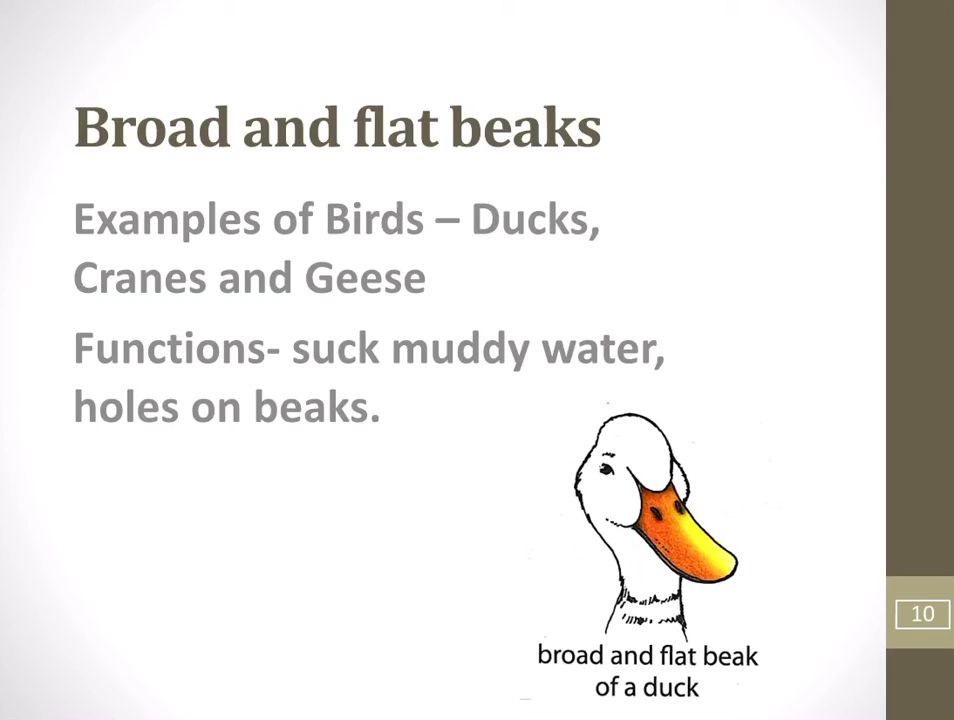 Broad and flat beaks
Examples of Birds – Ducks,
Cranes and Geese
Functions- suck muddy water,
holes on beaks.
broad and flat beak
of a duck
10